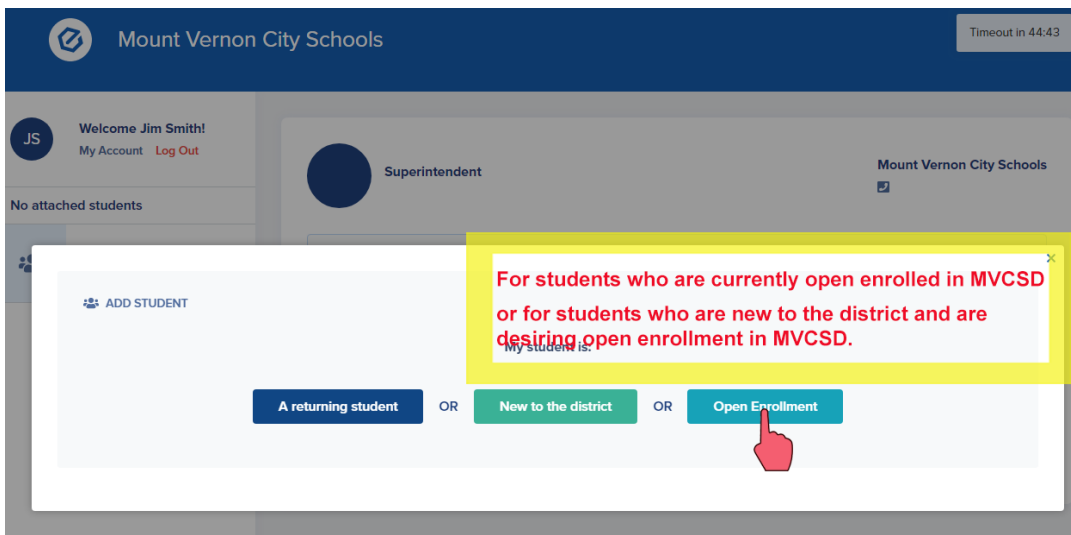 Mount Vernon City Schools
Timeout in 44:43
JS
Welcome Jim Smith!
My Account Log Out
No attached students
Superintendent
Mount Vernon City Schools
×
For students who are currently open enrolled in MVCSD
or for students who are new to the district and are
desiring open enrollment in MVCSD.
ADD STUDENT
My student is:
A returning student OR New to the district OR Open Enrollment